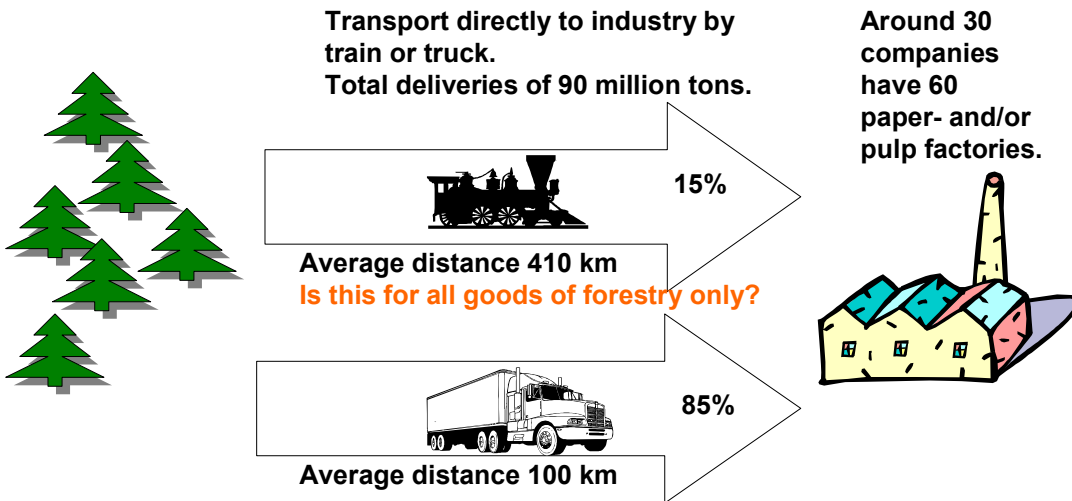 Transport directly to industry by
train or truck.
Total deliveries of 90 million tons.
Around 30
companies
have 60
paper- and/or
pulp factories.
15%
Average distance 410 km
Is this for all goods of forestry only?
85%
Average distance 100 km